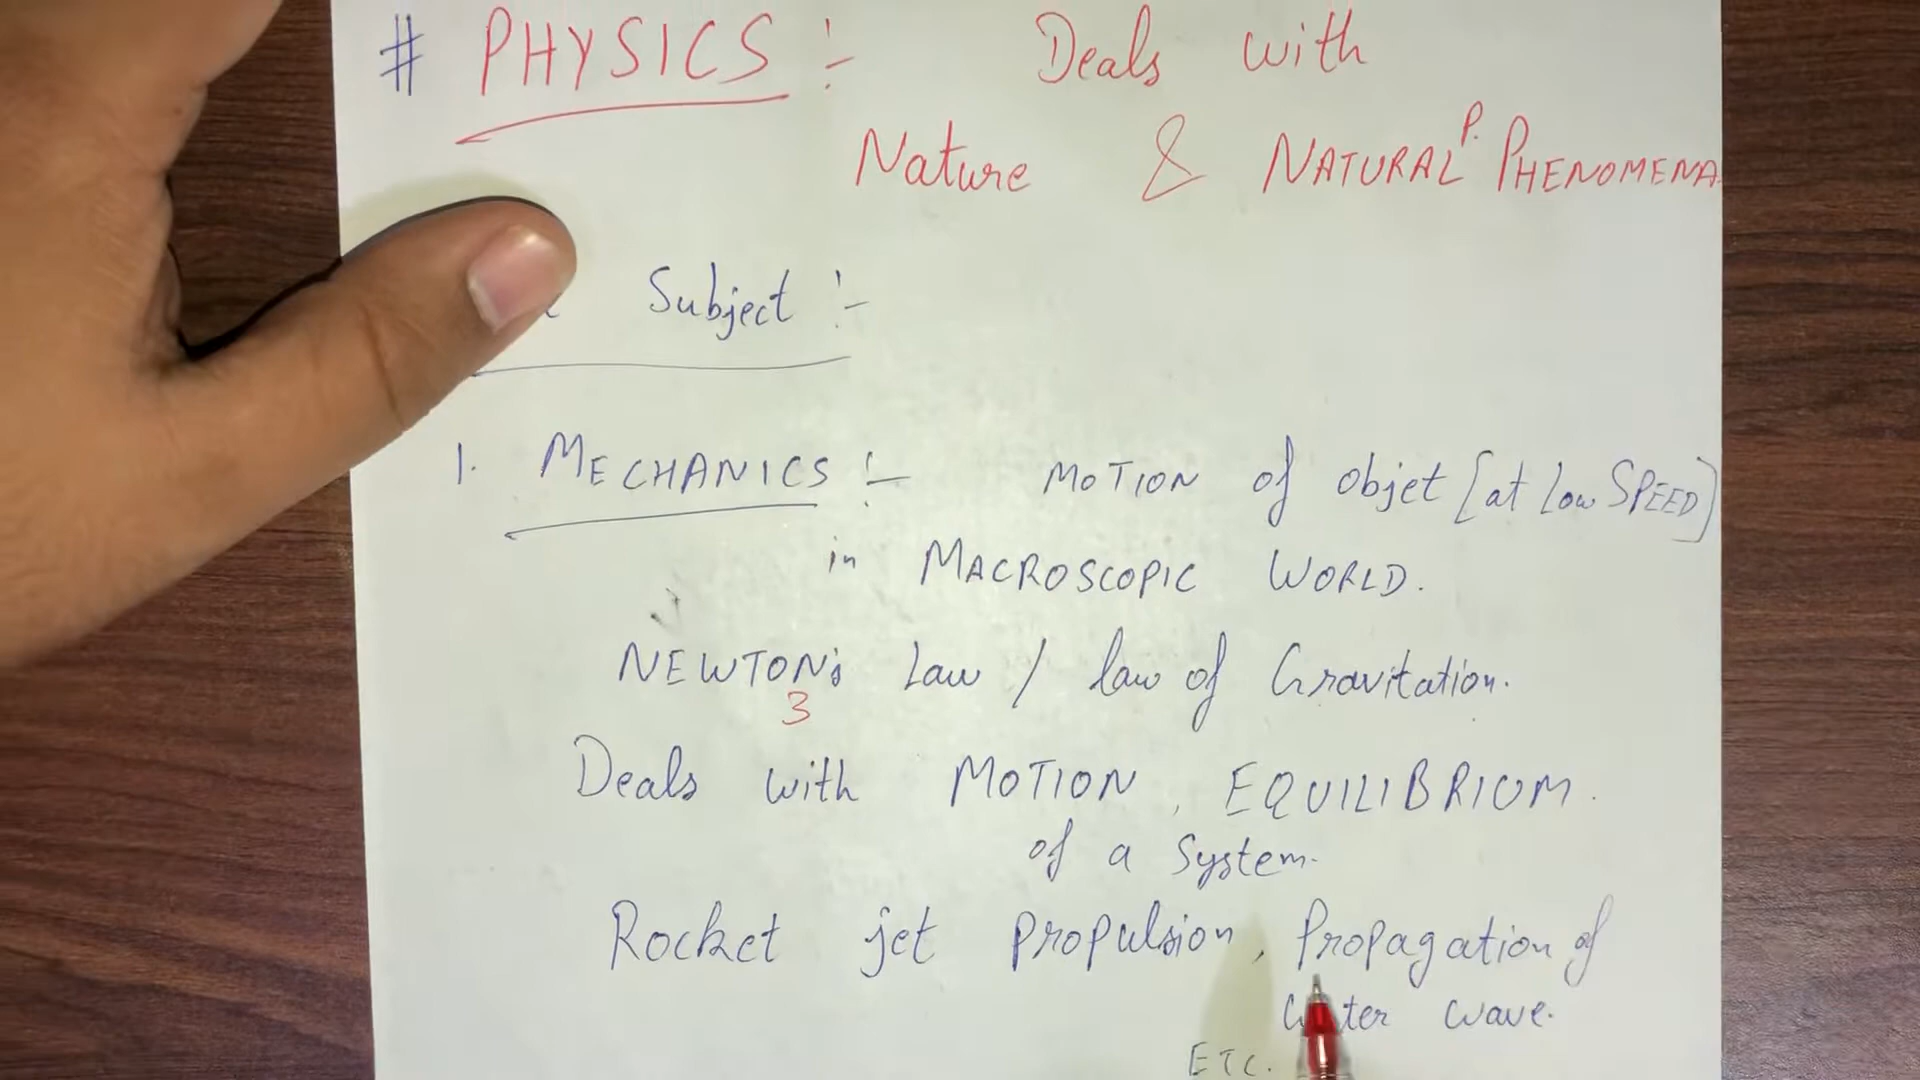 # PHYSICS :- Deals with
Nature & NATURAL P. PHENOMENA
Subject :-
1. MECHANICS :- MOTION of objet [at low SPEED]
in MACROSCOPIC WORLD.
NEWTON's Law / law of Gravitation.
3
Deals with MOTION, EQUILIBRIUM.
of a System.
Rocket jet propulsion, Propagation of
wave.
ETC.